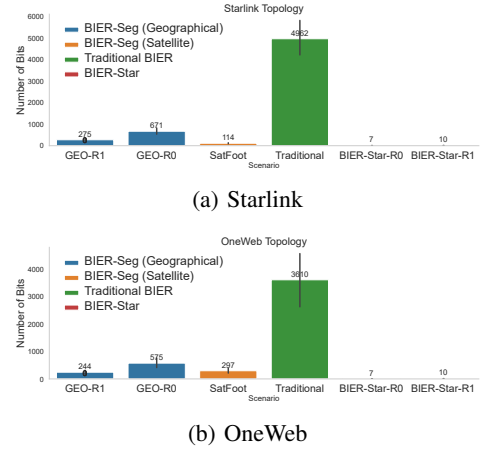 Starlink Topology
6000
5000
4000
3000
2000
1000
0
Number of Bits
BIER-Seg (Geographical)
BIER-Seg (Satellite)
Traditional BIER
BIER-Star
275
671
114
4962
7
10
GEO-R1 GEO-R0 SatFoot Traditional BIER-Star-R0 BIER-Star-R1
Scenario
(a) Starlink
OneWeb Topology
4000
3000
2000
1000
0
Number of Bits
BIER-Seg (Geographical)
BIER-Seg (Satellite)
Traditional BIER
BIER-Star
244
575
297
3610
7
10
GEO-R1 GEO-R0 SatFoot Traditional BIER-Star-R0 BIER-Star-R1
Scenario
(b) OneWeb